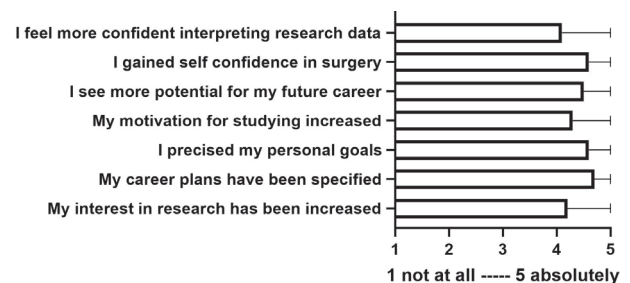 I feel more confident interpreting research data
I gained self confidence in surgery
I see more potential for my future career
My motivation for studying increased
I precised my personal goals
My career plans have been specified
My interest in research has been increased
1 2 3 4 5
1 not at all ----- 5 absolutely